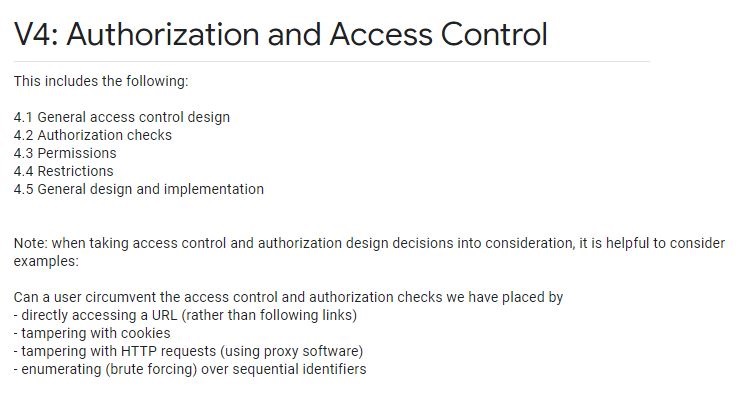 V4: Authorization and Access Control
This includes the following:
4.1 General access control design
4.2 Authorization checks
4.3 Permissions
4.4 Restrictions
4.5 General design and implementation
Note: when taking access control and authorization design decisions into consideration, it is helpful to consider
examples:
Can a user circumvent the access control and authorization checks we have placed by
- directly accessing a URL (rather than following links)
- tampering with cookies
- tampering with HTTP requests (using proxy software)
- enumerating (brute forcing) over sequential identifiers